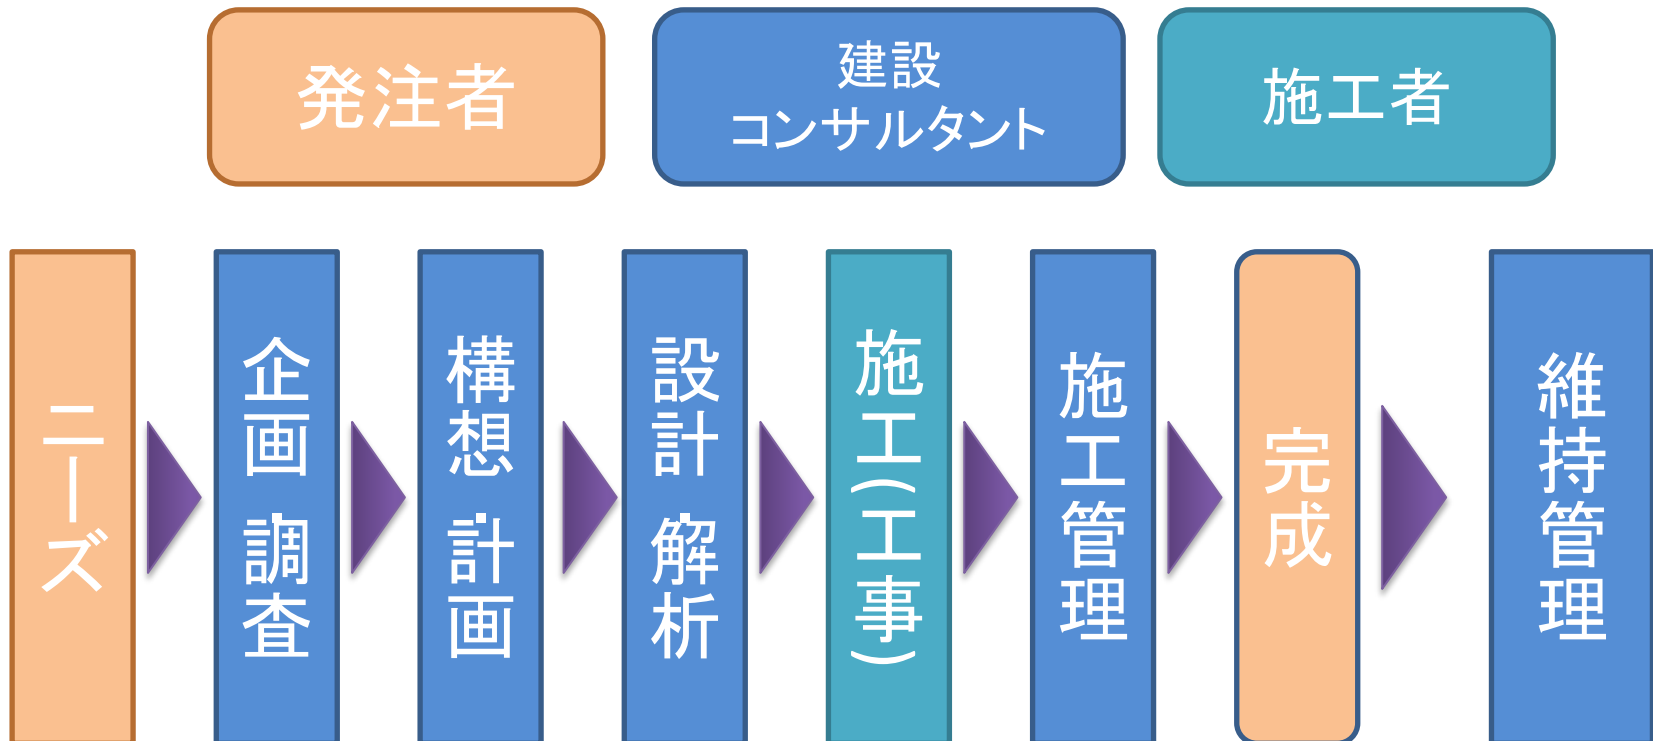 発注者
建設
コンサルタント
施工者
ニーズ
企画・調査
構想・計画
設計・解析
施工(工事)
施工管理
完成
維持管理